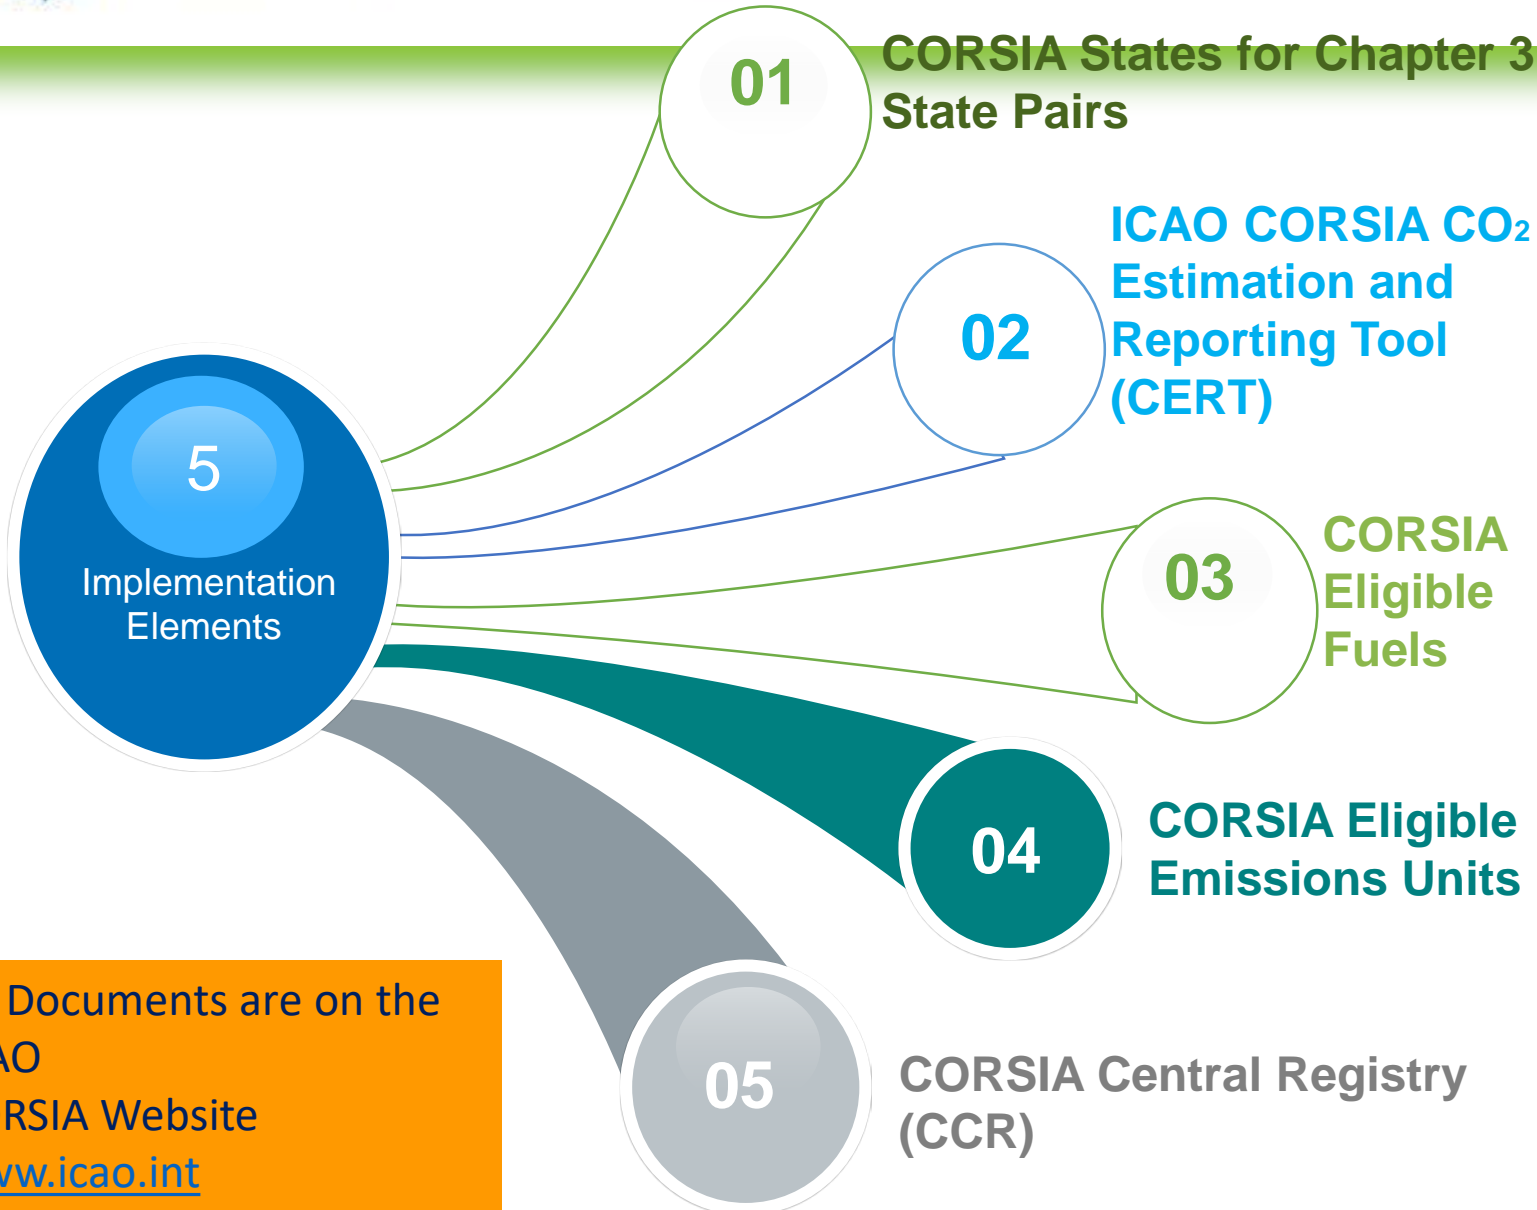 01
CORSIA States for Chapter 3
State Pairs
02
ICAO CORSIA CO₂
Estimation and
Reporting Tool
(CERT)
5
Implementation
Elements
03
CORSIA
Eligible
Fuels
04
CORSIA Eligible
Emissions Units
05
CORSIA Central Registry
(CCR)
Documents are on the
AO
RSIA Website
w.icao.int